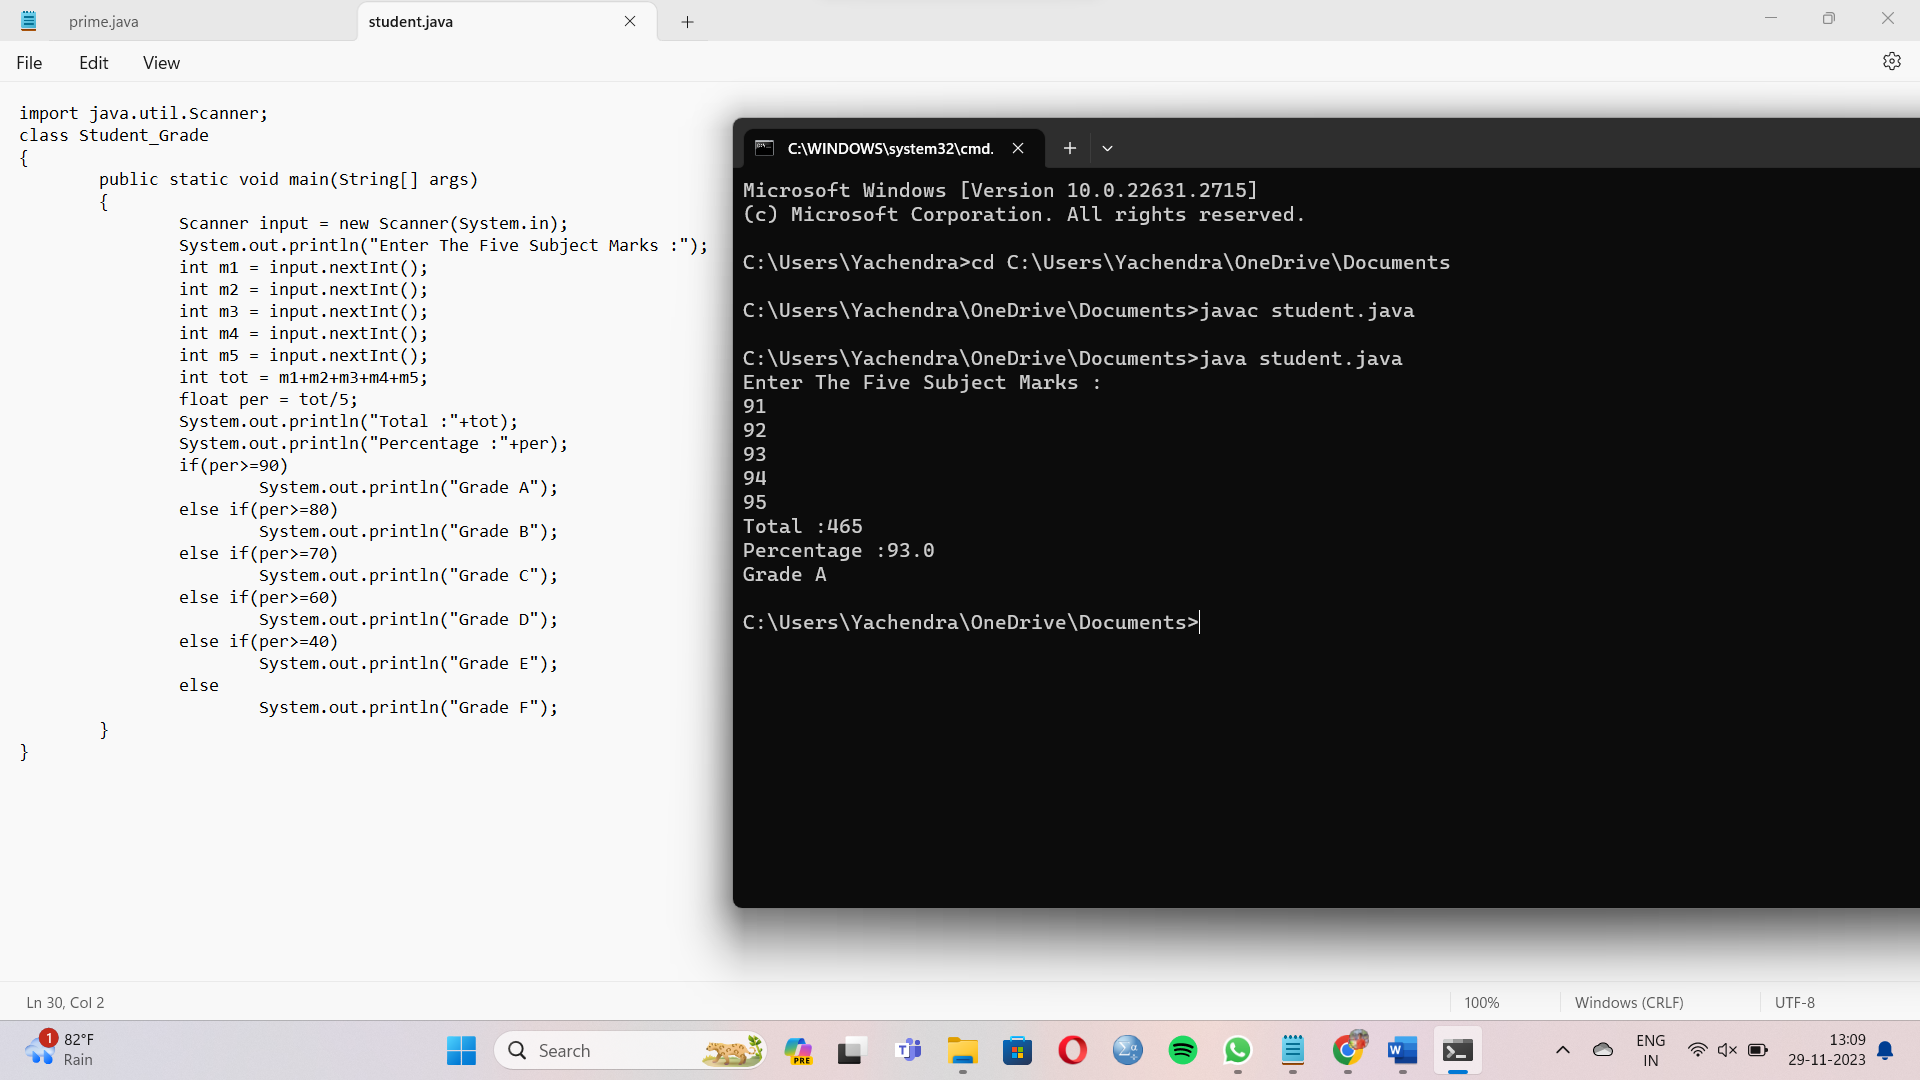 prime.java
student.java
File Edit View
import java.util.Scanner;
class Student_Grade
{
public static void main(String[] args)
{
Scanner input = new Scanner(System.in);
System.out.println("Enter The Five Subject Marks :");
int m1 = input.nextInt();
int m2 = input.nextInt();
int m3 = input.nextInt();
int m4 = input.nextInt();
int m5 = input.nextInt();
int tot = m1+m2+m3+m4+m5;
float per = tot/5;
System.out.println("Total :"+tot);
System.out.println("Percentage :"+per);
if(per>=90)
System.out.println("Grade A");
else if(per>=80)
System.out.println("Grade B");
else if(per>=70)
System.out.println("Grade C");
else if(per>=60)
System.out.println("Grade D");
else if(per>=40)
System.out.println("Grade E");
else
System.out.println("Grade F");
}
}
C:\WINDOWS\system32\cmd.
Microsoft Windows [Version 10.0.22631.2715]
(c) Microsoft Corporation. All rights reserved.
C:\Users\Yachendra>cd C:\Users\Yachendra\OneDrive\Documents
C:\Users\Yachendra\OneDrive\Documents>javac student.java
C:\Users\Yachendra\OneDrive\Documents>java student.java
Enter The Five Subject Marks :
91
92
93
94
95
Total :465
Percentage :93.0
Grade A
C:\Users\Yachendra\OneDrive\Documents>
Ln 30, Col 2
100%
Windows (CRLF)
UTF-8
1
82°F
Rain
Search
PRE
ENG
IN
13:09
29-11-2023